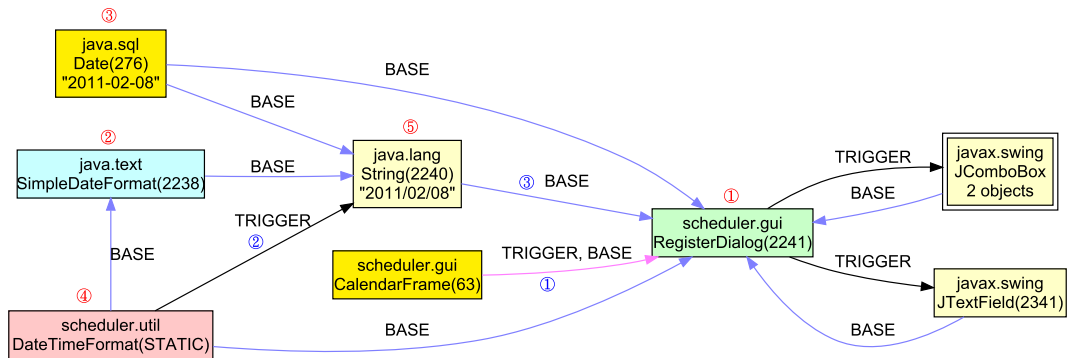 ③
java.sql
Date(276)
"2011-02-08"
BASE
BASE
②
java.text
SimpleDateFormat(2238)
BASE
⑤
java.lang
String(2240)
"2011/02/08"
③
BASE
TRIGGER
②
BASE
④
scheduler.util
DateTimeFormat(STATIC)
BASE
scheduler.gui
CalendarFrame(63)
TRIGGER, BASE
①
①
scheduler.gui
RegisterDialog(2241)
TRIGGER
BASE
javax.swing
JComboBox
2 objects
TRIGGER
BASE
javax.swing
JTextField(2341)